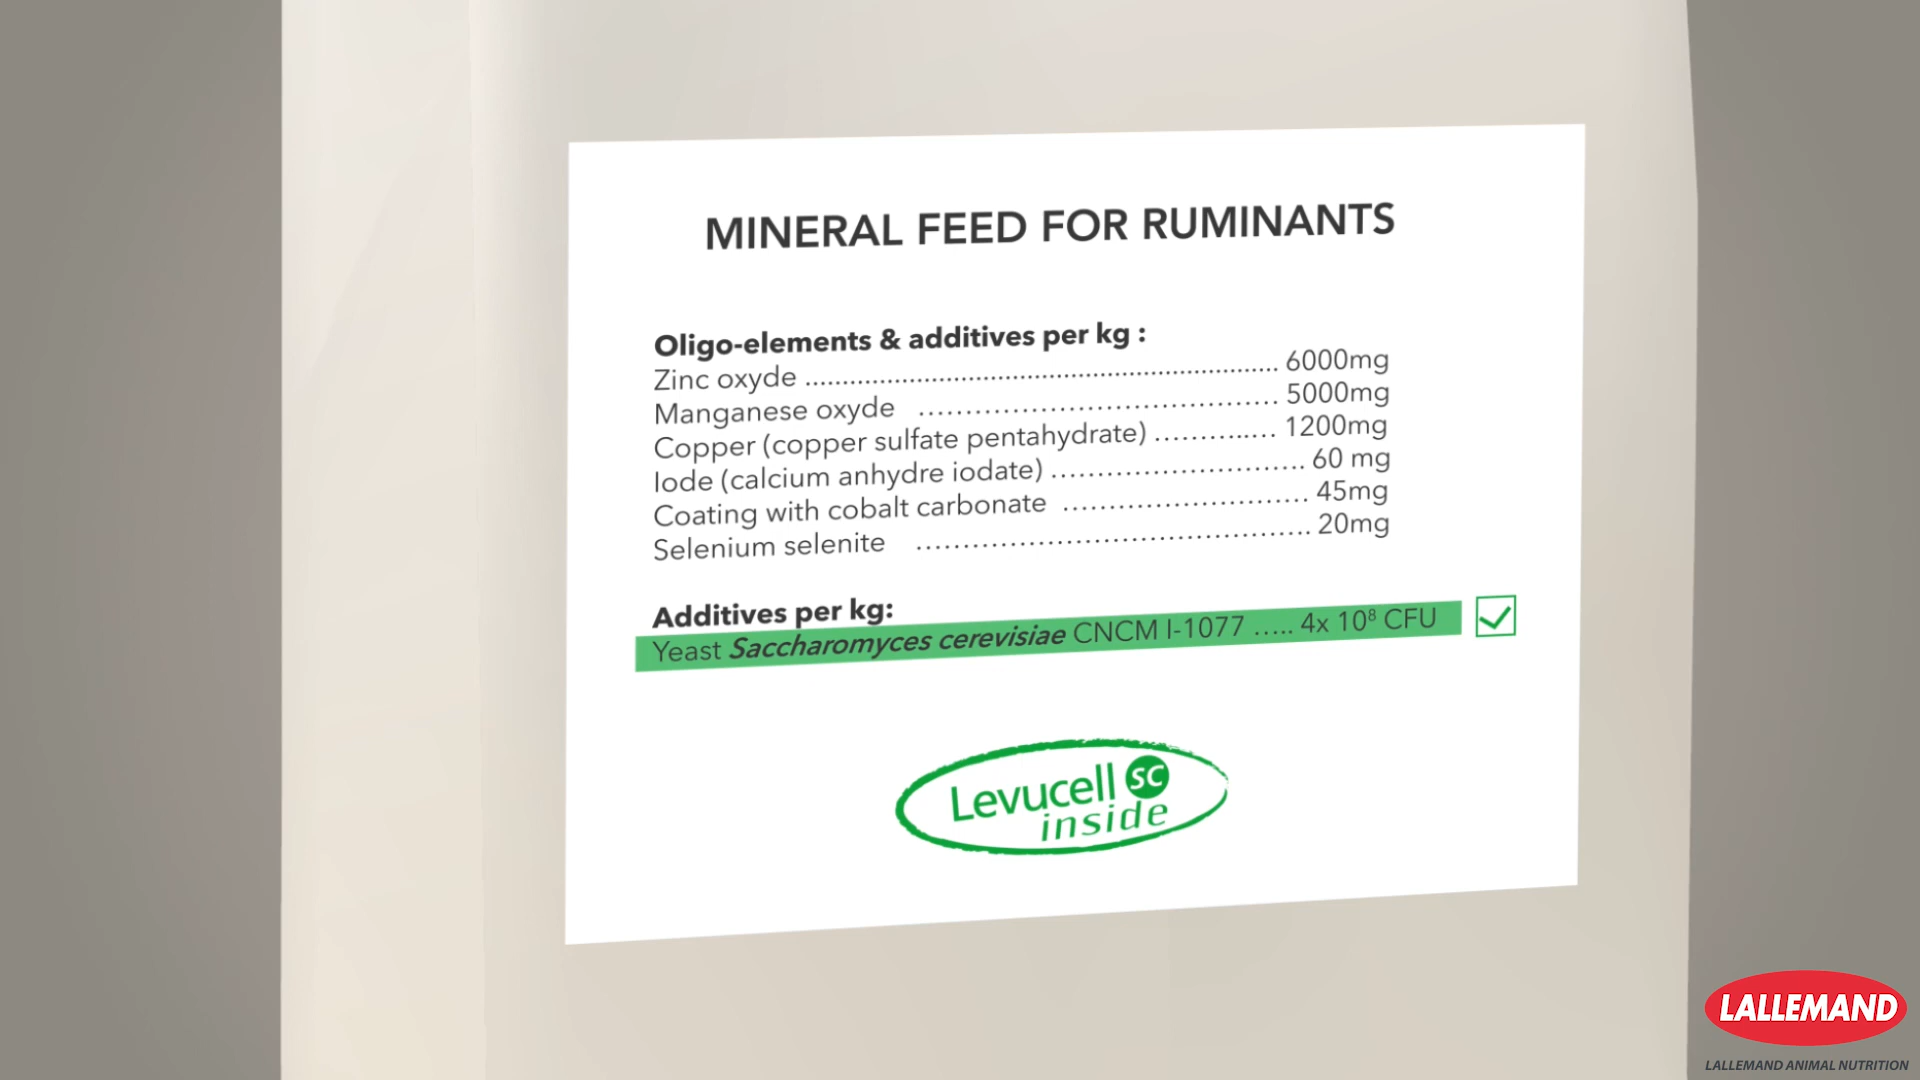 MINERAL FEED FOR RUMINANTS
Oligo-elements & additives per kg :
Zinc oxyde ................................................................ 6000mg
Manganese oxyde ...................................... 5000mg
Copper (copper sulfate pentahydrate) ............. 1200mg
Iode (calcium anhydre iodate) ........................... 60 mg
Coating with cobalt carbonate .......................... 45mg
Selenium selenite .......................................... 20mg
Additives per kg:
Yeast Saccharomyces cerevisiae CNCM I-1077 ..... 4x 10⁸ CFU
Levucell SC
inside
LALLEMAND
LALLEMAND ANIMAL NUTRITION